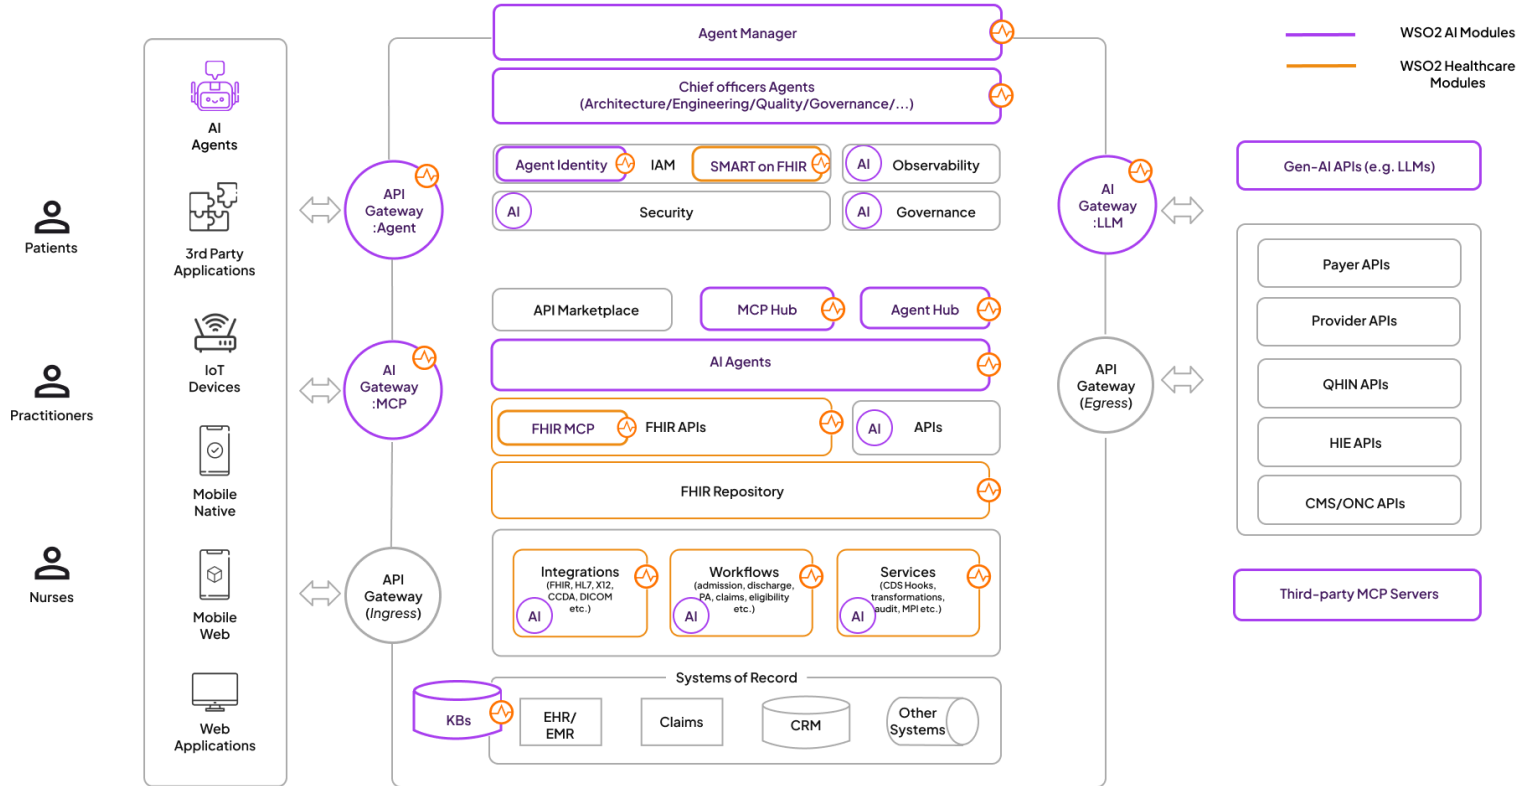 Patients
Practitioners
Nurses
AI
Agents
3rd Party
Applications
IoT
Devices
Mobile
Native
Mobile
Web
Web
Applications
API
Gateway
:Agent
AI
Gateway
:MCP
API
Gateway
(Ingress)
Agent Manager
Chief officers Agents
(Architecture/Engineering/Quality/Governance/...)
Agent Identity
IAM
SMART on FHIR
AI
Observability
AI
Security
AI
Governance
API Marketplace
MCP Hub
Agent Hub
AI Agents
FHIR MCP
FHIR APIs
AI
APIs
FHIR Repository
Integrations
(FHIR, HL7, X12,
CCDA, DICOM
etc.)
AI
Workflows
(admission, discharge,
PA, claims, eligibility
etc.)
AI
Services
(CDS Hooks,
transformations,
audit, MPI etc.)
AI
Systems of Record
KBs
EHR/
EMR
Claims
CRM
Other
Systems
AI
Gateway
:LLM
API
Gateway
(Egress)
WSO2 AI Modules
WSO2 Healthcare
Modules
Gen-AI APIs (e.g. LLMs)
Payer APIs
Provider APIs
QHIN APIs
HIE APIs
CMS/ONC APIs
Third-party MCP Servers